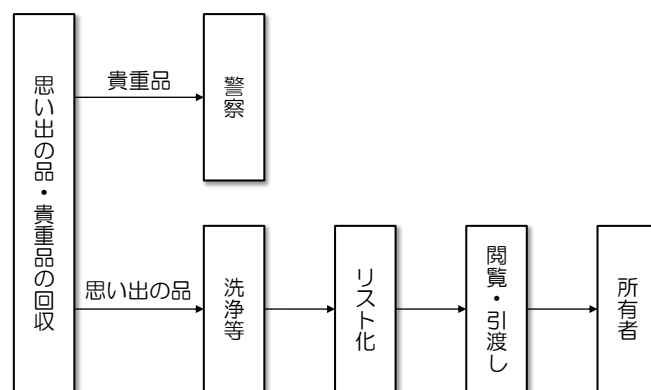 思い出の品・貴重品の回収
貴重品
警察
思い出の品
洗浄等
リスト化
閲覧・引渡し
所有者